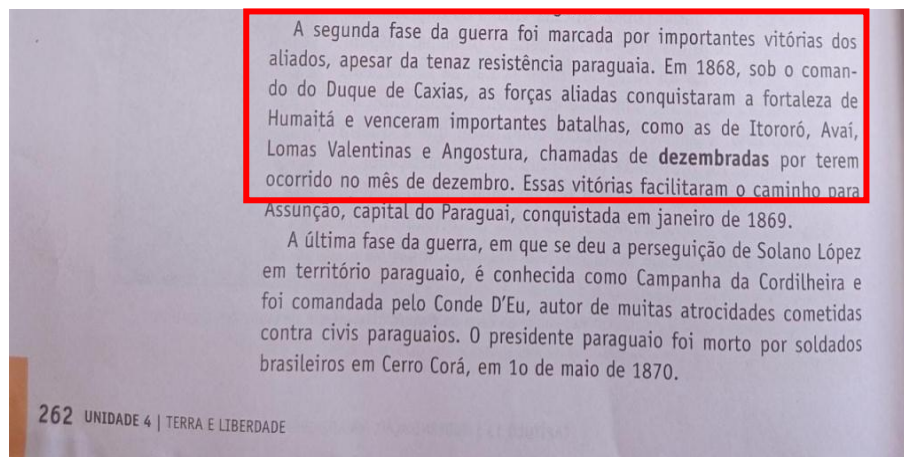 A segunda fase da guerra foi marcada por importantes vitórias dos
aliados, apesar da tenaz resistência paraguaia. Em 1868, sob o coman-
do do Duque de Caxias, as forças aliadas conquistaram a fortaleza de
Humaitá e venceram importantes batalhas, como as de Itororó, Avaí,
Lomas Valentinas e Angostura, chamadas de dezembradas por terem
ocorrido no mês de dezembro. Essas vitórias facilitaram o caminho para
Assunção, capital do Paraguai, conquistada em janeiro de 1869.
A última fase da guerra, em que se deu a perseguição de Solano López
em território paraguaio, é conhecida como Campanha da Cordilheira e
foi comandada pelo Conde D'Eu, autor de muitas atrocidades cometidas
contra civis paraguaios. O presidente paraguaio foi morto por soldados
brasileiros em Cerro Corá, em 1o de maio de 1870.
262 UNIDADE 4 | TERRA E LIBERDADE